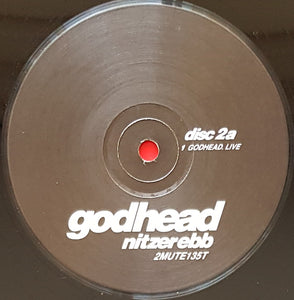 disc 2a
1 GODHEAD. LIVE
godhead
nitzer ebb
2MUTE135T